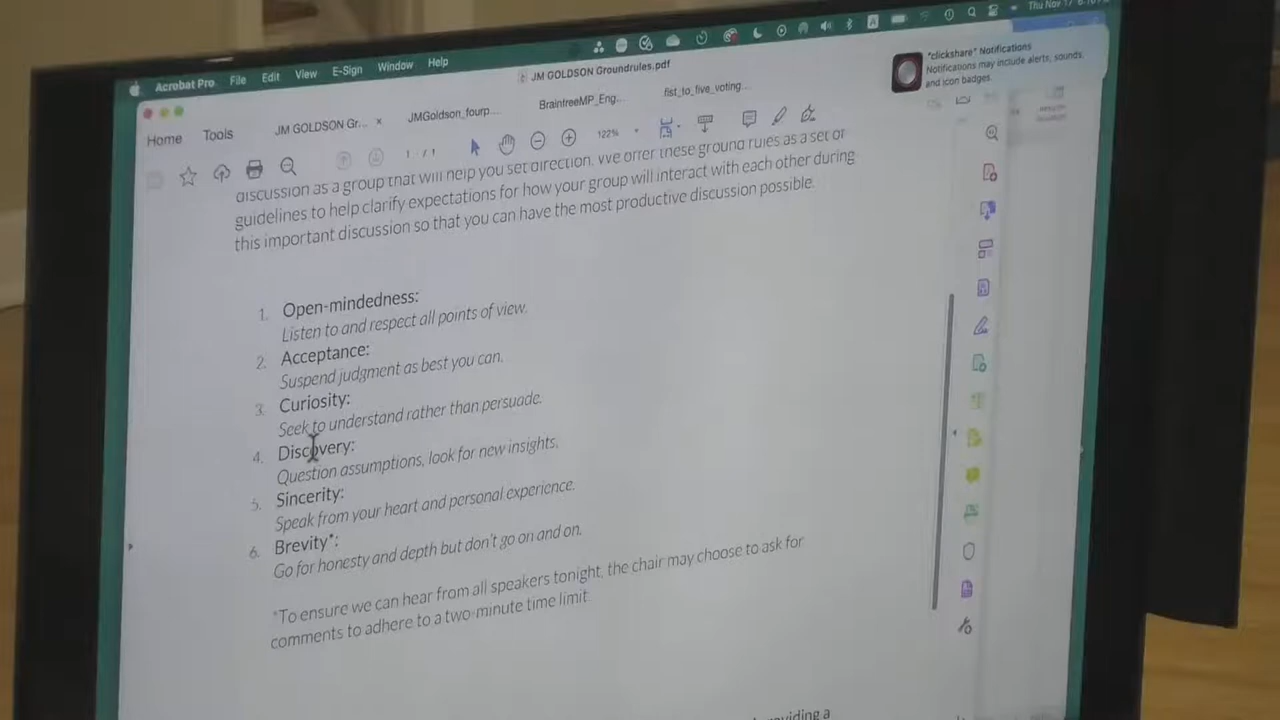 Acrobat Pro File Edit View E-Sign Window Help
Thu Nov 17
JM GOLDSON Groundrules.pdf
"clickshare" Notifications
Notifications may include alerts, sounds,
and icon badges.
Home Tools JM GOLDSON Gr... × JMGoldson_fourp... BraintreeMP_Eng... fist_to_five_voting...
1 / 1 122%
discussion as a group that will help you set direction. We offer these ground rules as a set of
guidelines to help clarify expectations for how your group will interact with each other during
this important discussion so that you can have the most productive discussion possible.
1. Open-mindedness:
Listen to and respect all points of view.
2. Acceptance:
Suspend judgment as best you can.
3. Curiosity:
Seek to understand rather than persuade.
4. Discovery:
Question assumptions, look for new insights.
5. Sincerity:
Speak from your heart and personal experience.
6. Brevity*:
Go for honesty and depth but don't go on and on.
*To ensure we can hear from all speakers tonight, the chair may choose to ask for
comments to adhere to a two-minute time limit.
providing a